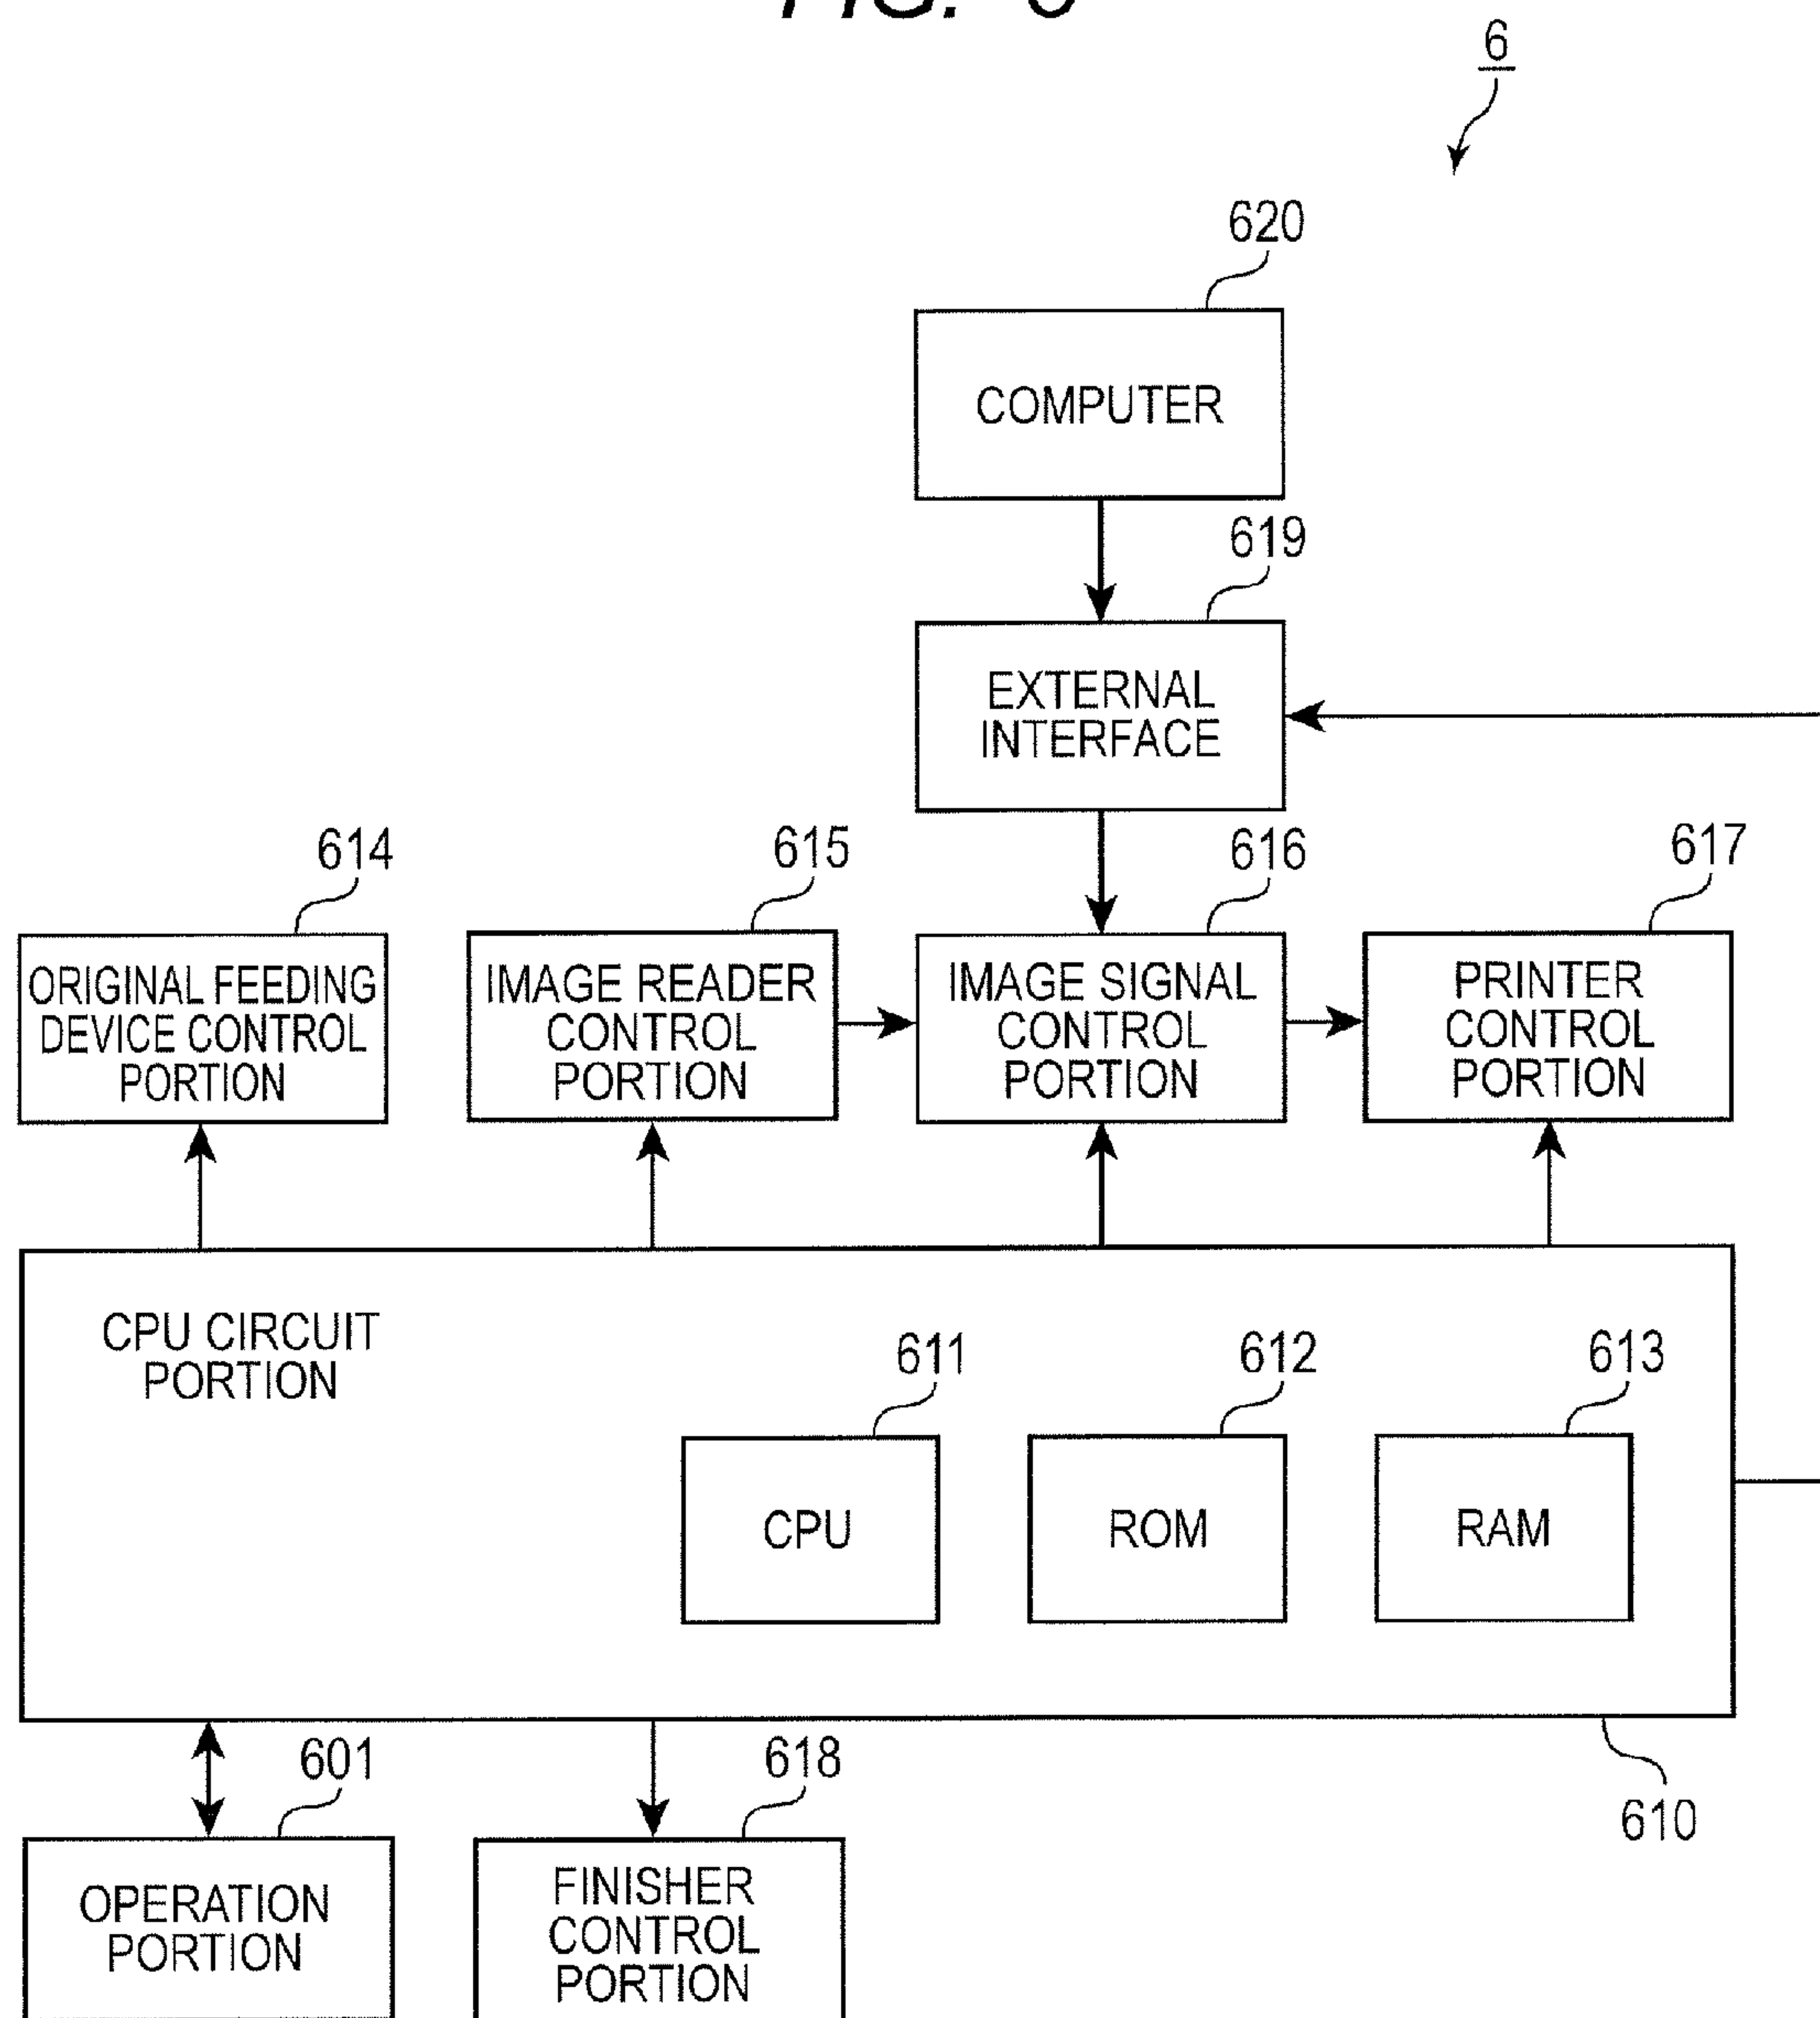 6
620
COMPUTER
619
EXTERNAL
INTERFACE
614
615
616
617
ORIGINAL FEEDING
DEVICE CONTROL
PORTION
IMAGE READER
CONTROL
PORTION
IMAGE SIGNAL
CONTROL
PORTION
PRINTER
CONTROL
PORTION
CPU CIRCUIT
PORTION
611
612
613
CPU
ROM
RAM
601
618
610
OPERATION
PORTION
FINISHER
CONTROL
PORTION